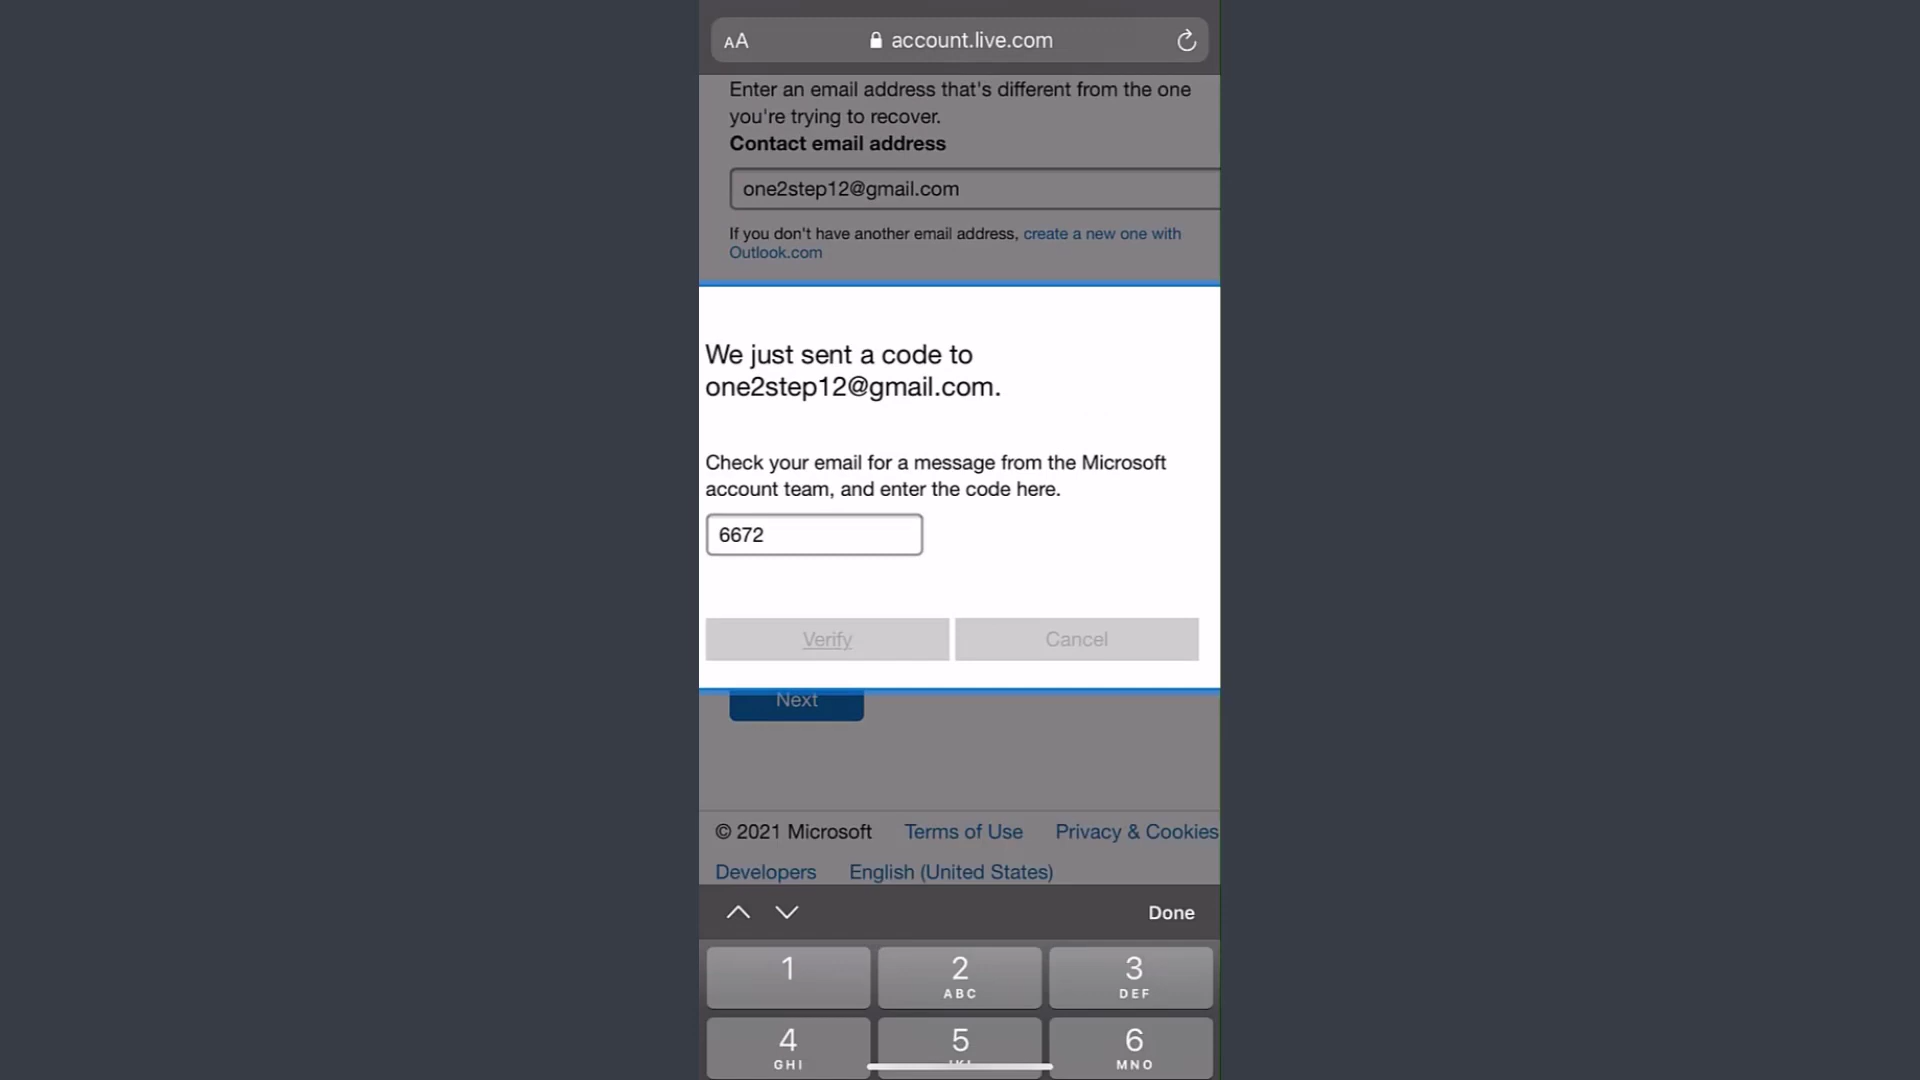 AA account.live.com
Enter an email address that's different from the one
you're trying to recover.
Contact email address
one2step12@gmail.com
If you don't have another email address, create a new one with
Outlook.com
We just sent a code to
one2step12@gmail.com.
Check your email for a message from the Microsoft
account team, and enter the code here.
6672
Verify Cancel
Next
© 2021 Microsoft Terms of Use Privacy & Cookies
Developers English (United States)
Done
1 2 3
ABC DEF
4 5 6
GHI MNO